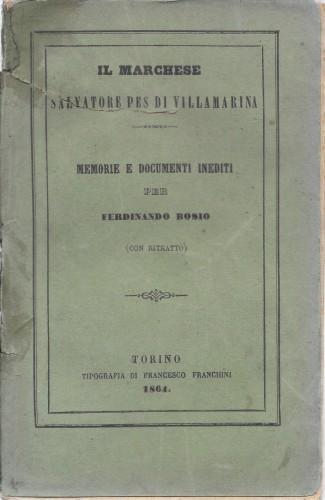 IL MARCHESE
SALVATORE PES DI VILLAMARINA
MEMORIE E DOCUMENTI INEDITI
PER
FERDINANDO BOSIO
(CON RITRATTO)
TORINO
TIPOGRAFIA DI FRANCESCO FRANCHINI
1864.